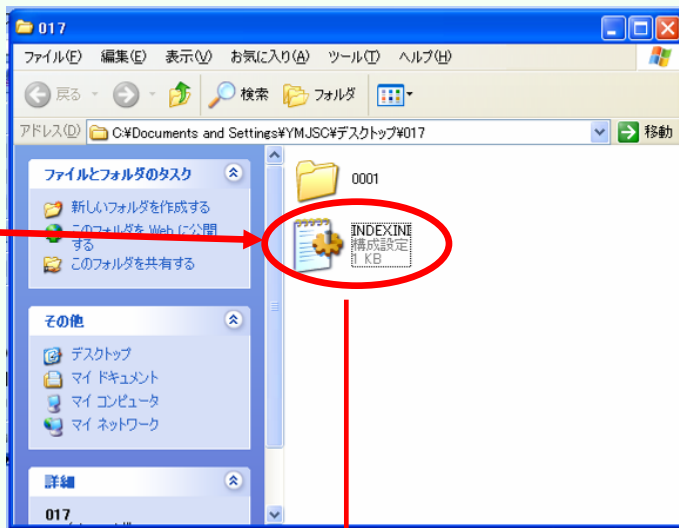 017
ファイル(F) 編集(E) 表示(V) お気に入り(A) ツール(T) ヘルプ(H)
戻る 検索 フォルダ
アドレス(D) C:¥Documents and Settings¥YMJSC¥デスクトップ¥017 移動
ファイルとフォルダのタスク
新しいフォルダを作成する
このフォルダを Web に公開
する
このフォルダを共有する
その他
デスクトップ
マイ ドキュメント
マイ コンピュータ
マイ ネットワーク
詳細
017
0001
INDEX.INI
構成設定
1 KB